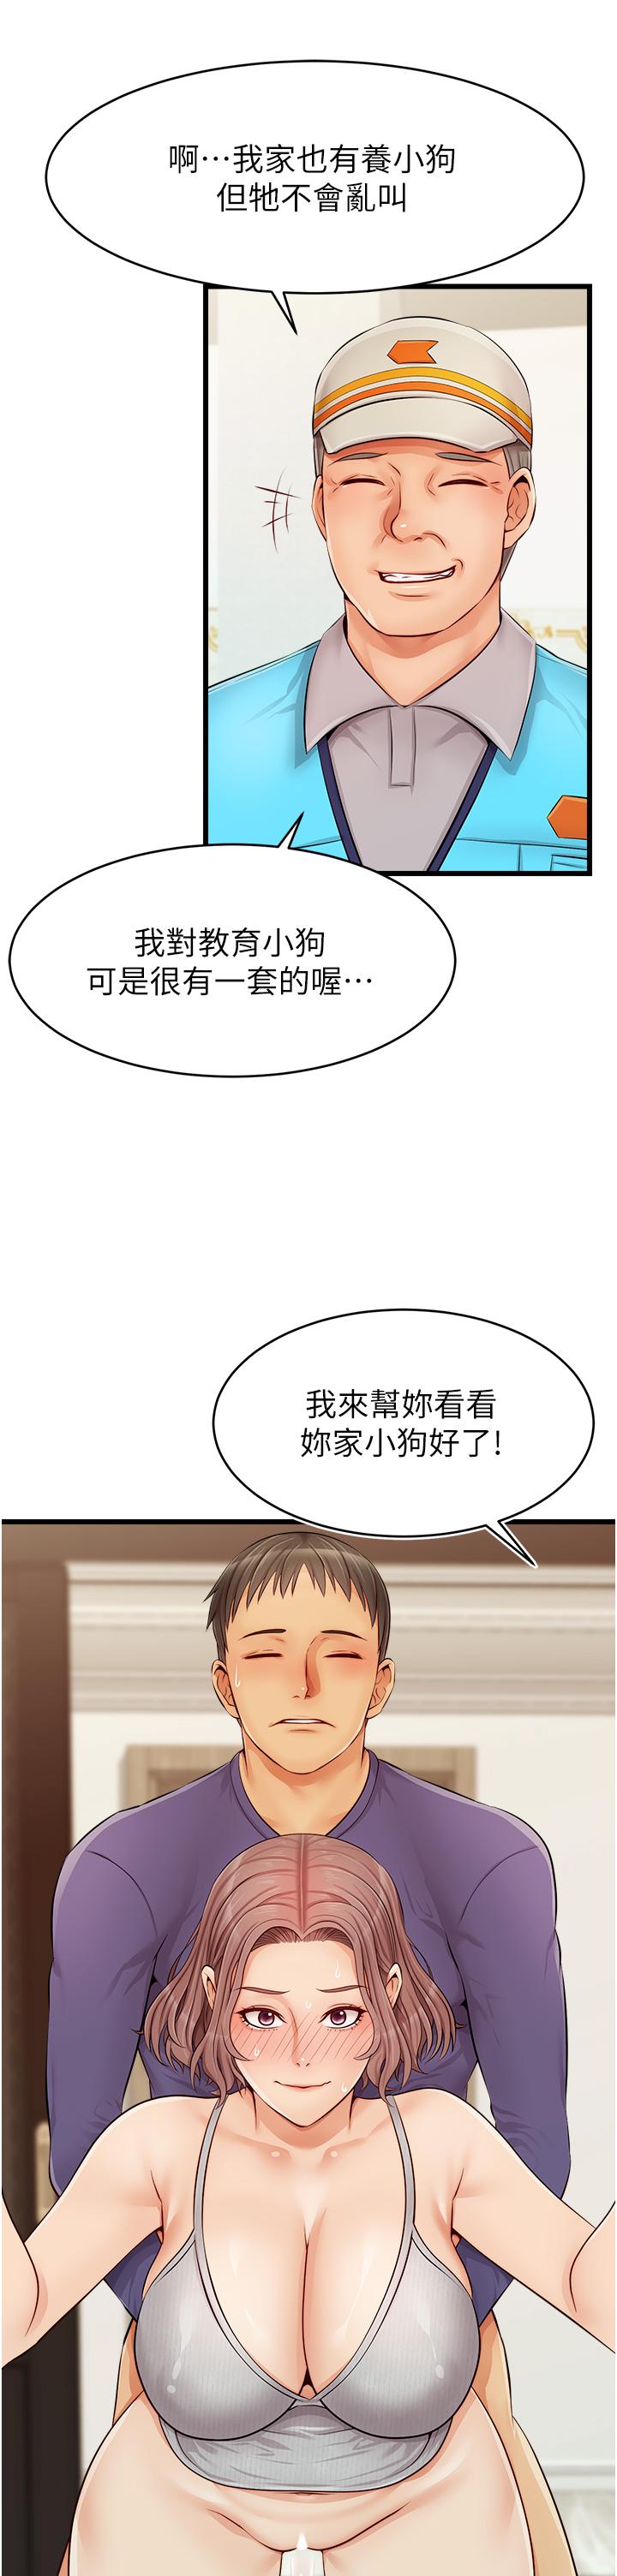 啊⋯我家也有養小狗
但牠不會亂叫
我對教育小狗
可是很有一套的喔⋯
我來幫妳看看
妳家小狗好了!